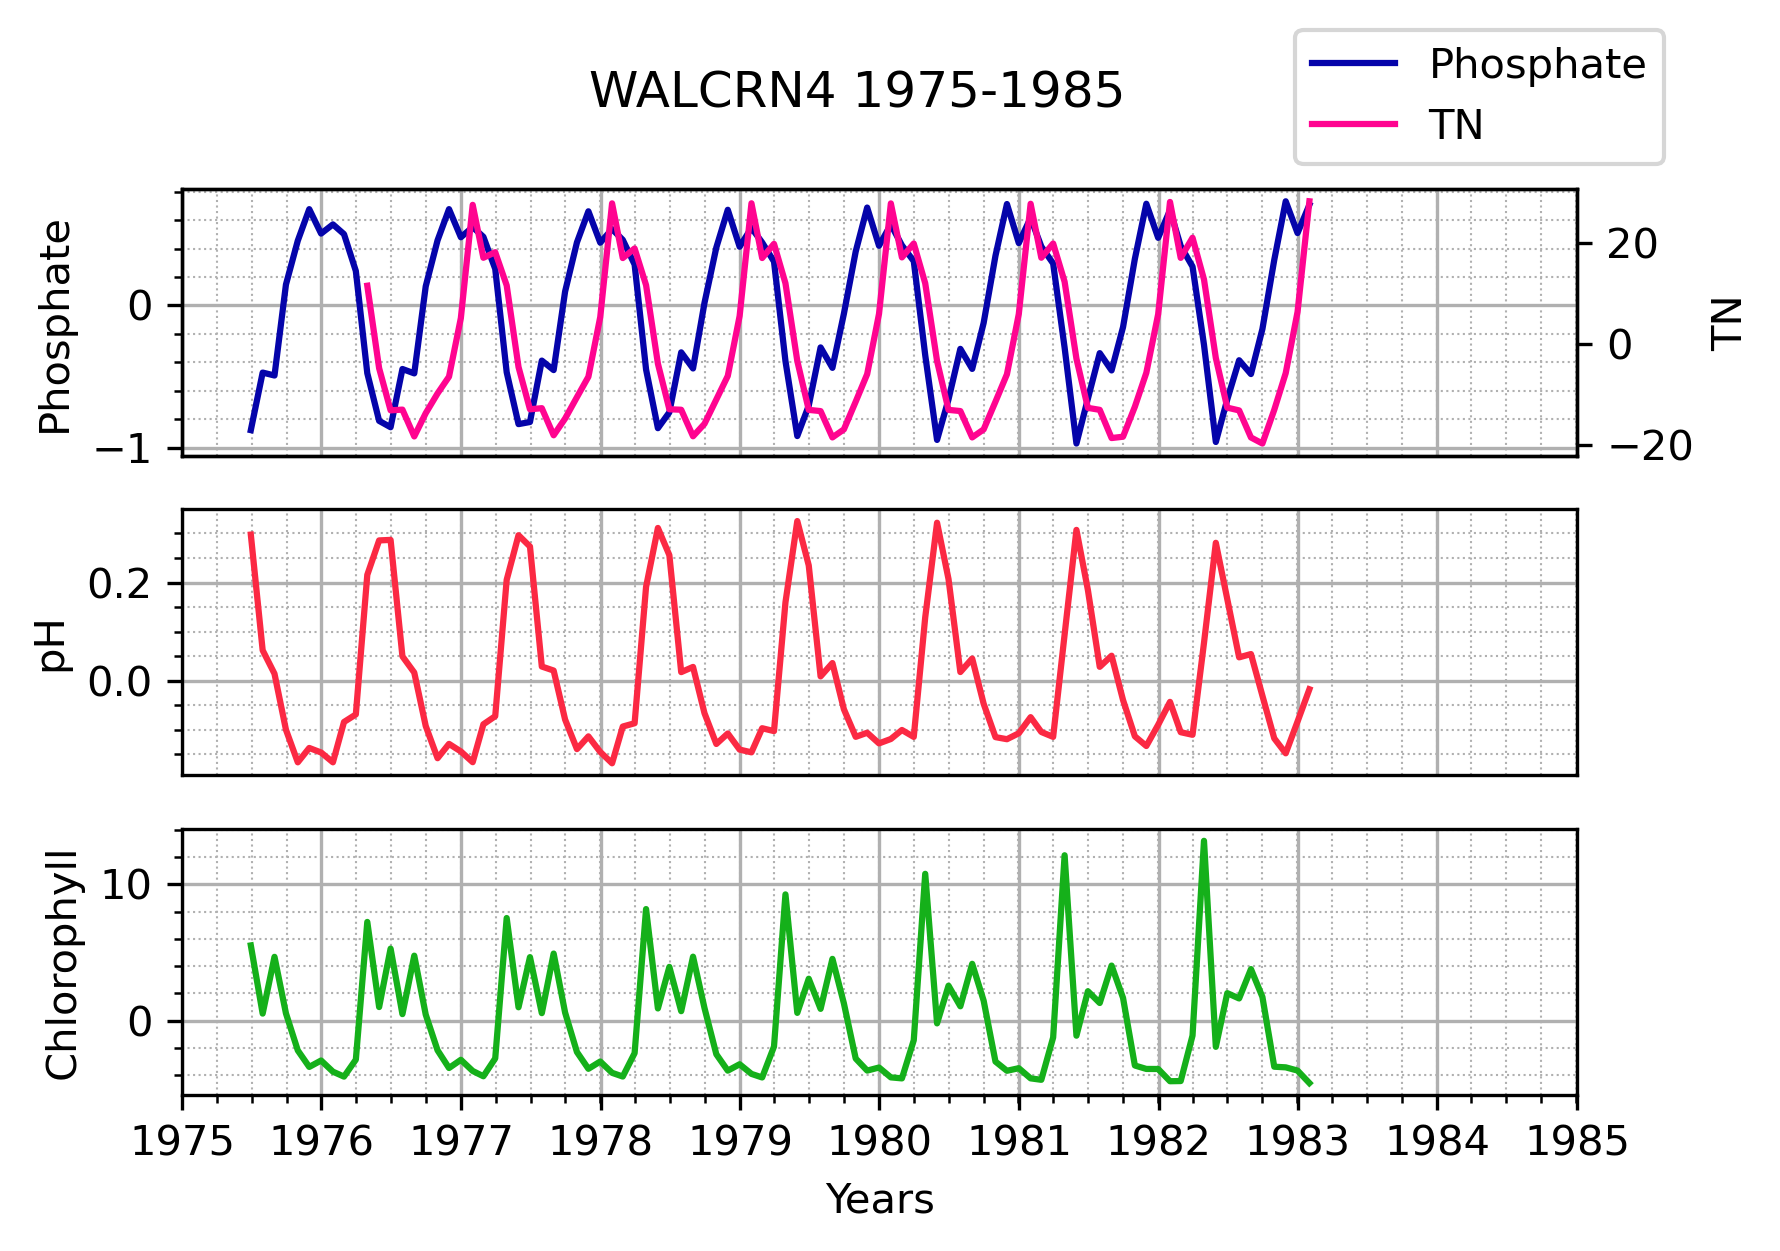 WALCRN4 1975-1985
Phosphate
TN
Phosphate
0
−1
20
0
−20
TN
pH
0.2
0.0
Chlorophyll
10
0
1975 1976 1977 1978 1979 1980 1981 1982 1983 1984 1985
Years